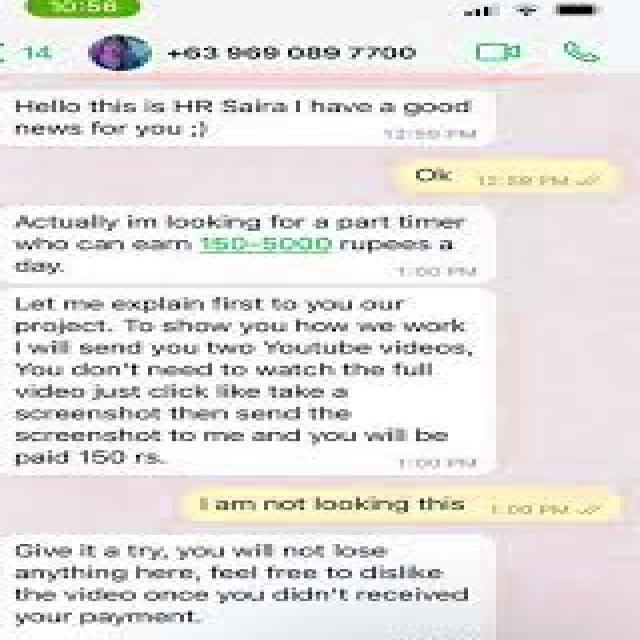 10:56
14 +63 969 089 7700
Hello this is HR Saira I have a good
news for you ;)
12:59 PM
Ok 12:59 PM
Actually im looking for a part timer
who can earn 150-5000 rupees a
day.
1:00 PM
Let me explain first to you our
project. To show you how we work
I will send you two Youtube videos,
You don't need to watch the full
video just click like take a
screenshot then send the
screenshot to me and you will be
paid 150 rs.
1:00 PM
I am not looking this 1:00 PM
Give it a try, you will not lose
anything here, feel free to dislike
the video once you didn't received
your payment.